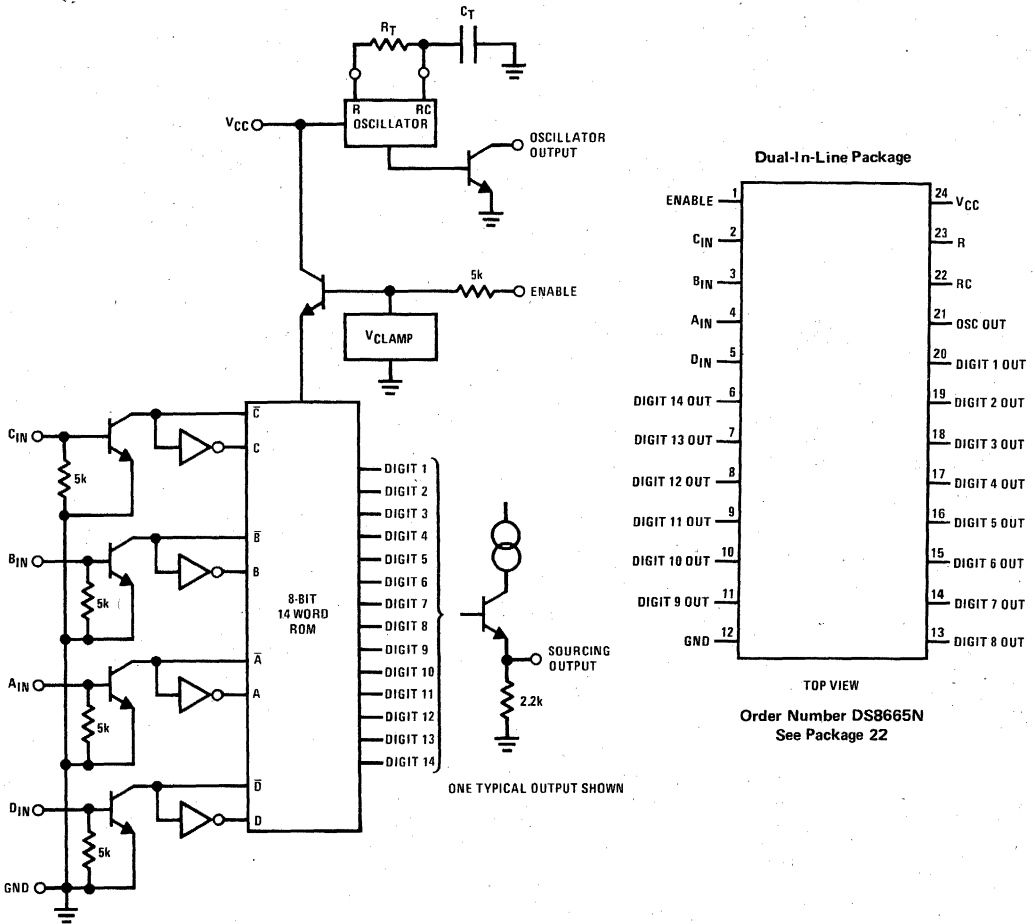 C_T
R_T
R RC
OSCILLATOR
V_CC
OSCILLATOR
OUTPUT
5k
ENABLE
V_CLAMP
C_IN
5k
C̅
C
B_IN
5k
B̅
B
A_IN
5k
A̅
A
D_IN
5k
D̅
D
GND
8-BIT
14 WORD
ROM
DIGIT 1
DIGIT 2
DIGIT 3
DIGIT 4
DIGIT 5
DIGIT 6
DIGIT 7
DIGIT 8
DIGIT 9
DIGIT 10
DIGIT 11
DIGIT 12
DIGIT 13
DIGIT 14
SOURCING
OUTPUT
2.2k
ONE TYPICAL OUTPUT SHOWN
Dual-In-Line Package
ENABLE 1
C_IN 2
B_IN 3
A_IN 4
D_IN 5
DIGIT 14 OUT 6
DIGIT 13 OUT 7
DIGIT 12 OUT 8
DIGIT 11 OUT 9
DIGIT 10 OUT 10
DIGIT 9 OUT 11
GND 12
24 V_CC
23 R
22 RC
21 OSC OUT
20 DIGIT 1 OUT
19 DIGIT 2 OUT
18 DIGIT 3 OUT
17 DIGIT 4 OUT
16 DIGIT 5 OUT
15 DIGIT 6 OUT
14 DIGIT 7 OUT
13 DIGIT 8 OUT
TOP VIEW
Order Number DS8665N
See Package 22